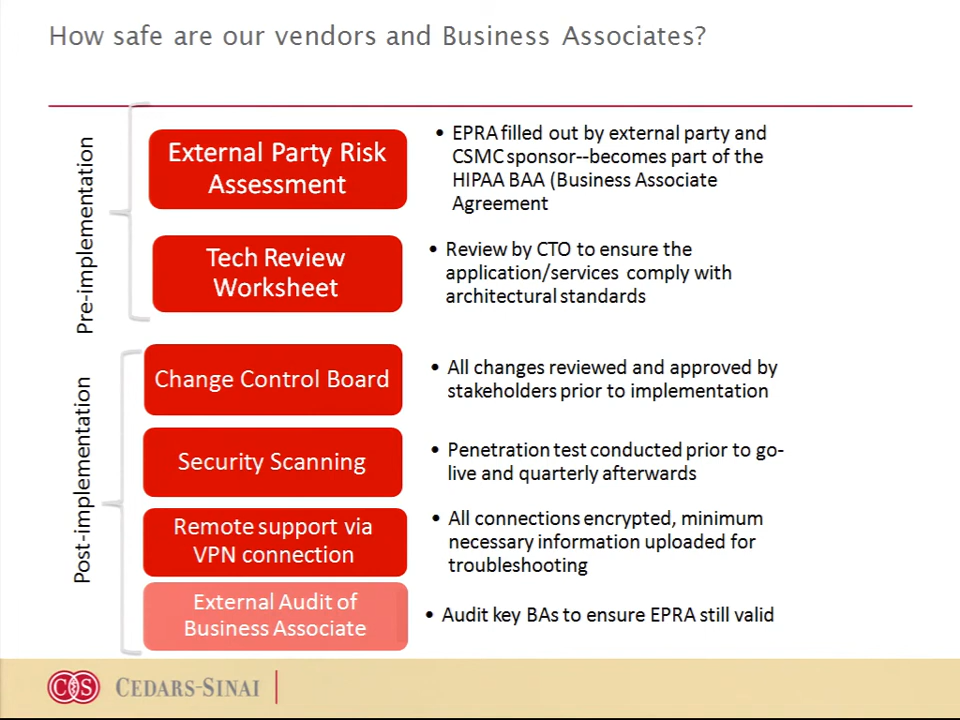 How safe are our vendors and Business Associates?
Pre-implementation
External Party Risk
Assessment
• EPRA filled out by external party and
CSMC sponsor--becomes part of the
HIPAA BAA (Business Associate
Agreement
Tech Review
Worksheet
• Review by CTO to ensure the
application/services comply with
architectural standards
Post-implementation
Change Control Board
• All changes reviewed and approved by
stakeholders prior to implementation
Security Scanning
• Penetration test conducted prior to go-
live and quarterly afterwards
Remote support via
VPN connection
• All connections encrypted, minimum
necessary information uploaded for
troubleshooting
External Audit of
Business Associate
• Audit key BAs to ensure EPRA still valid
CEDARS-SINAI